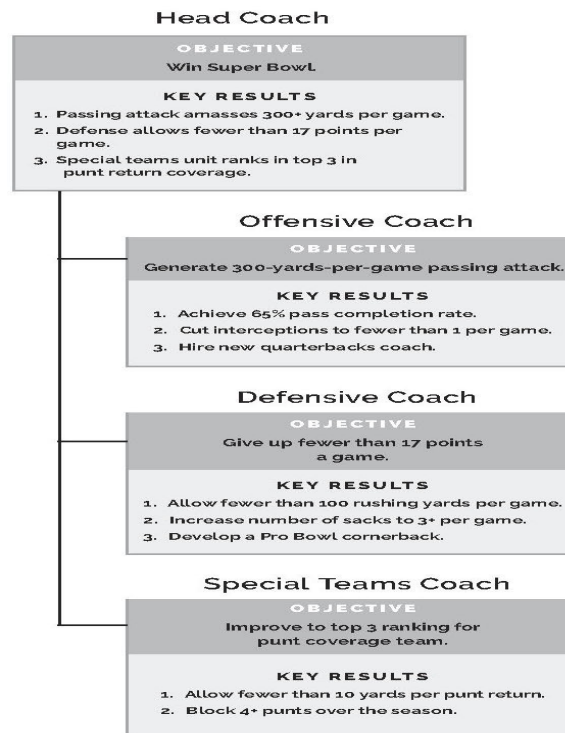 Head Coach
OBJECTIVE
Win Super Bowl
KEY RESULTS
1. Passing attack amasses 300+ yards per game.
2. Defense allows fewer than 17 points per
game.
3. Special teams unit ranks in top 3 in
punt return coverage.
Offensive Coach
OBJECTIVE
Generate 300-yards-per-game passing attack.
KEY RESULTS
1. Achieve 65% pass completion rate.
2. Cut interceptions to fewer than 1 per game.
3. Hire new quarterbacks coach.
Defensive Coach
OBJECTIVE
Give up fewer than 17 points
a game.
KEY RESULTS
1. Allow fewer than 100 rushing yards per game.
2. Increase number of sacks to 3+ per game.
3. Develop a Pro Bowl cornerback.
Special Teams Coach
OBJECTIVE
Improve to top 3 ranking for
punt coverage team.
KEY RESULTS
1. Allow fewer than 10 yards per punt return.
2. Block 4+ punts over the season.